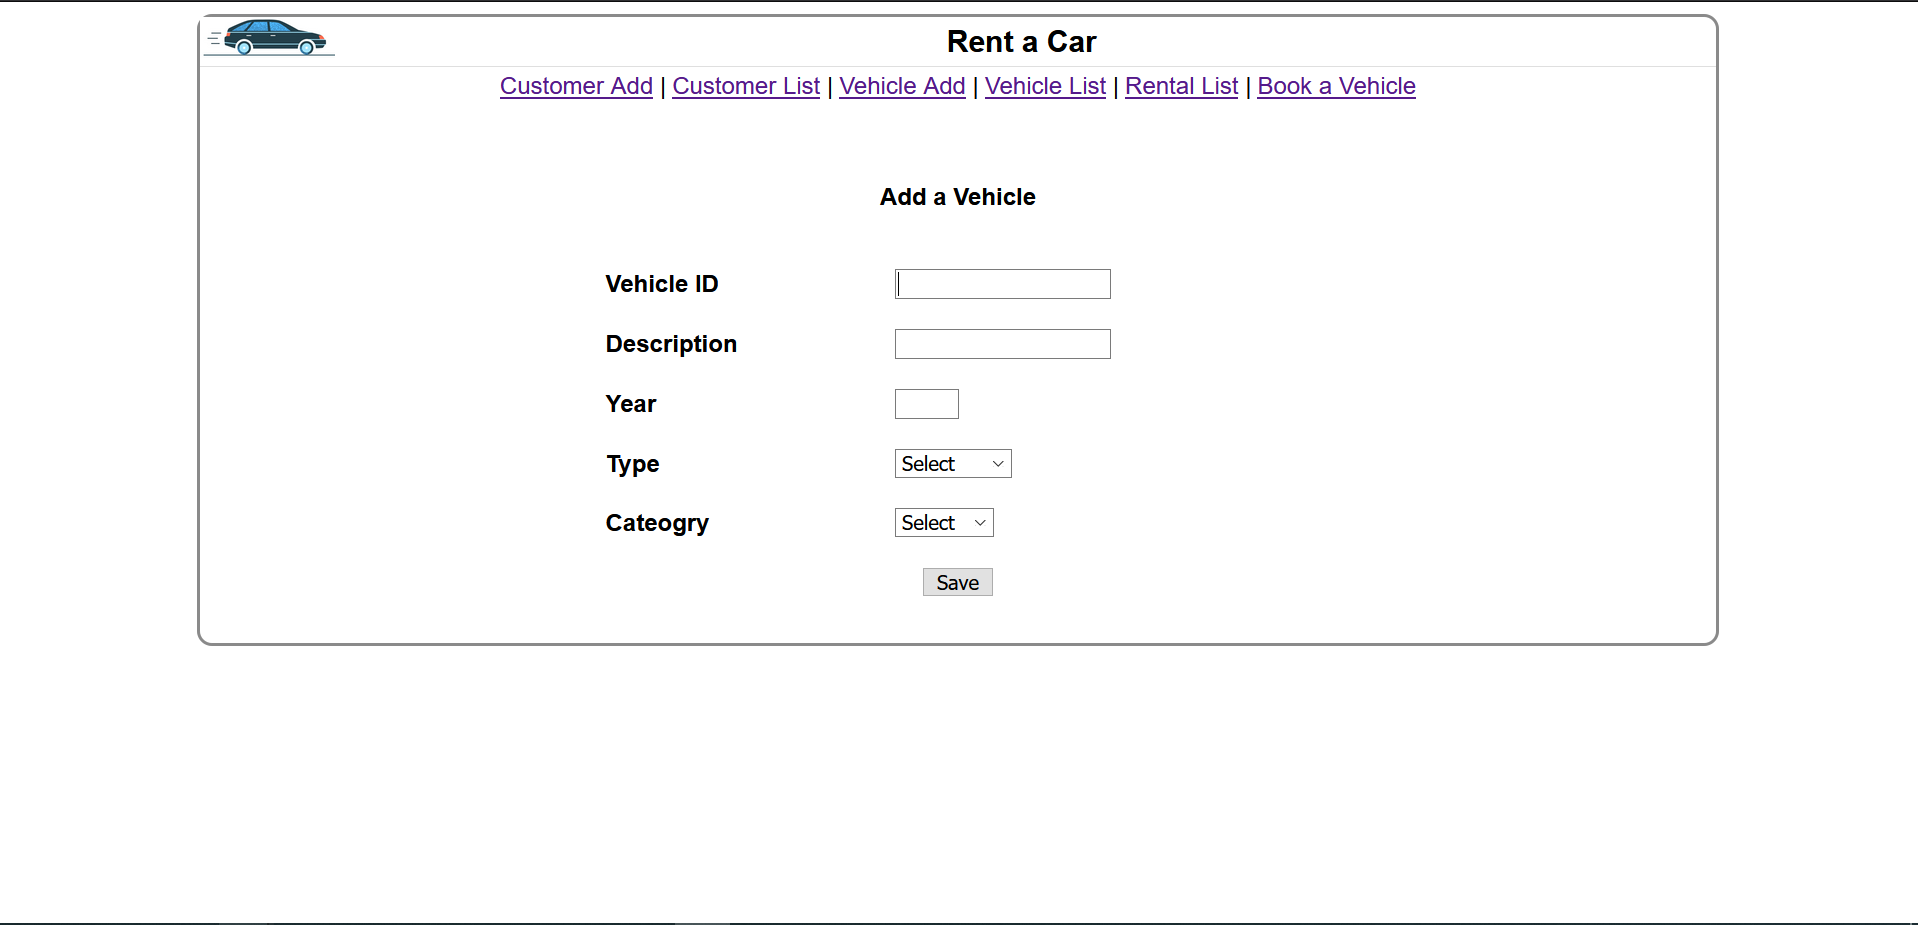 Rent a Car
Customer Add | Customer List | Vehicle Add | Vehicle List | Rental List | Book a Vehicle
Add a Vehicle
Vehicle ID
Description
Year
Type Select
Cateogry Select
Save